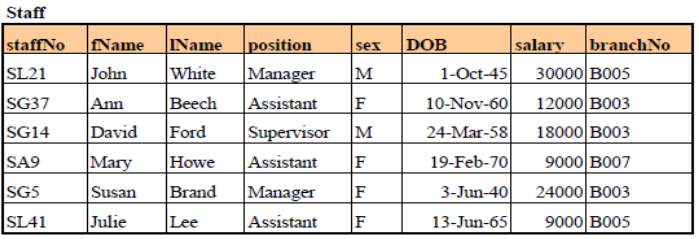 Staff
staffNo fName lName position sex DOB salary branchNo
SL21 John White Manager M 1-Oct-45 30000 B005
SG37 Ann Beech Assistant F 10-Nov-60 12000 B003
SG14 David Ford Supervisor M 24-Mar-58 18000 B003
SA9 Mary Howe Assistant F 19-Feb-70 9000 B007
SG5 Susan Brand Manager F 3-Jun-40 24000 B003
SL41 Julie Lee Assistant F 13-Jun-65 9000 B005